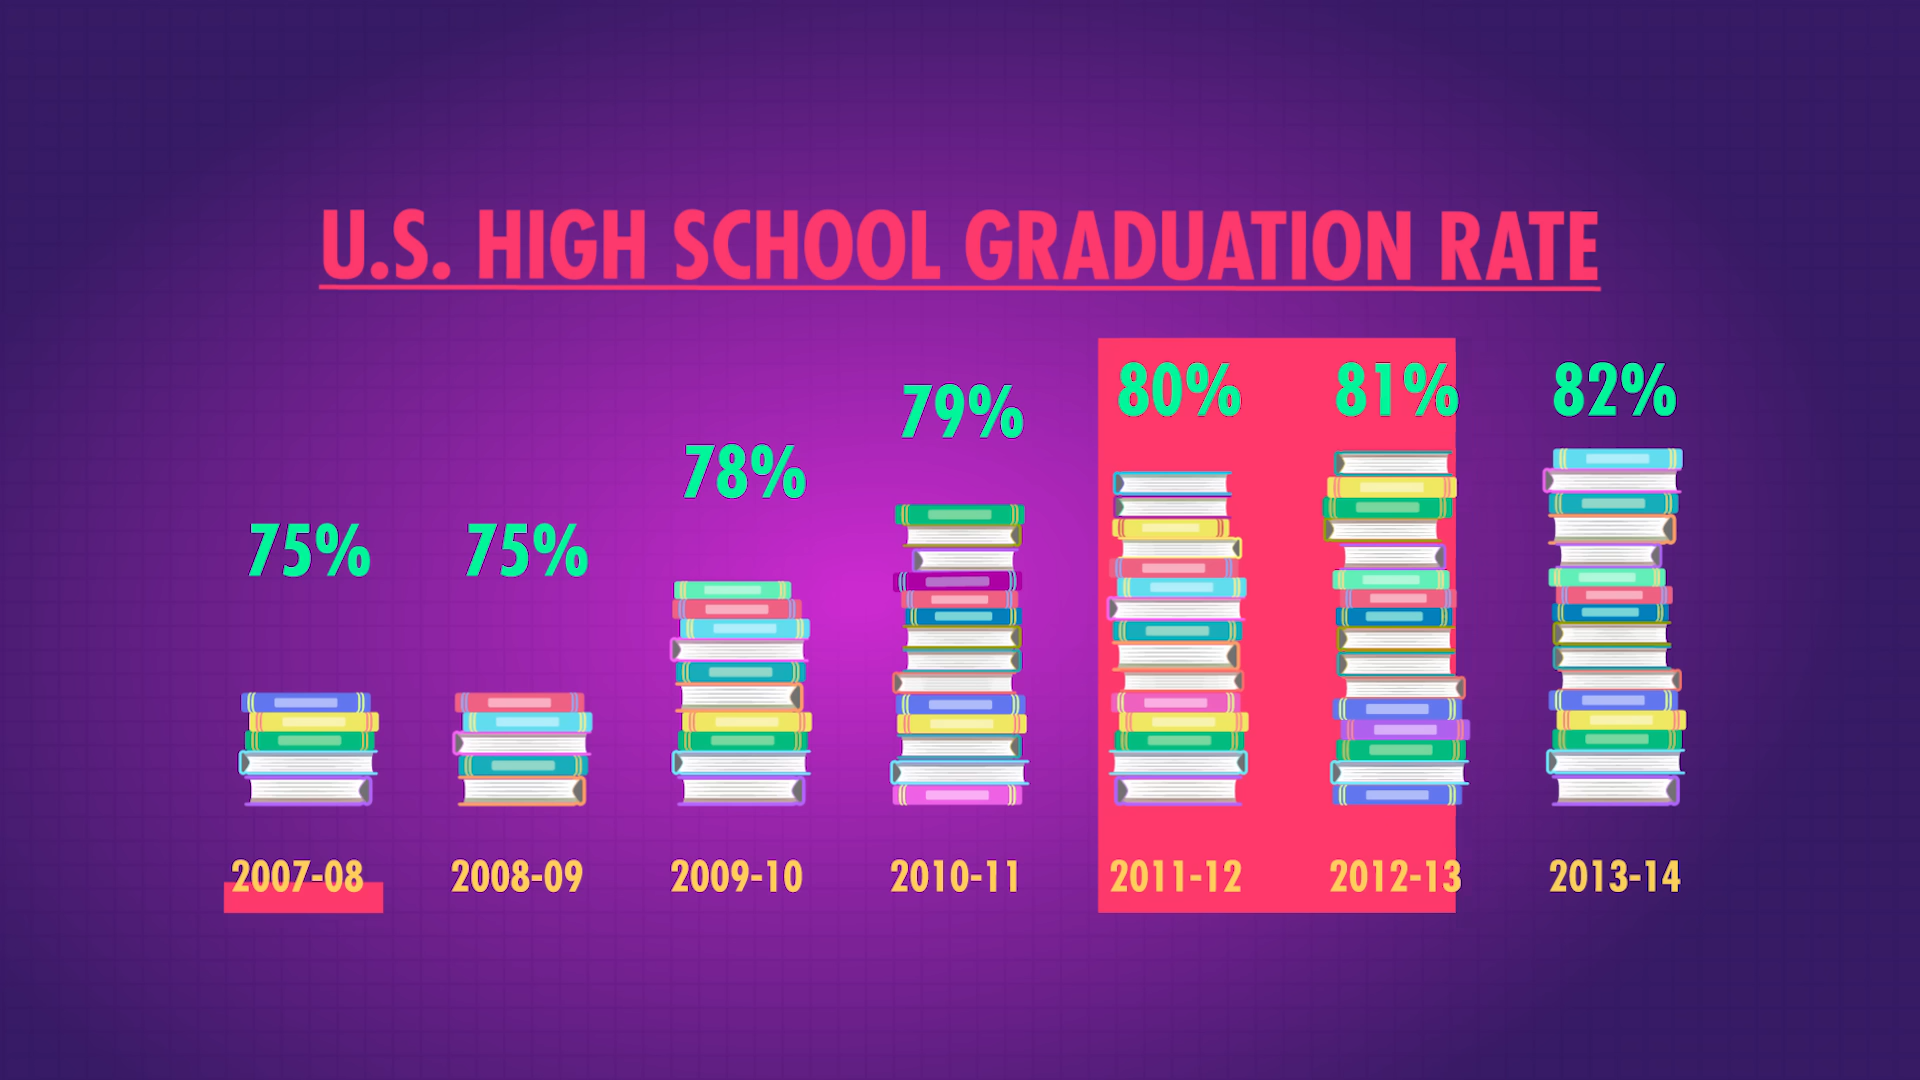 U.S. HIGH SCHOOL GRADUATION RATE
75% 75% 78% 79% 80% 81% 82%
2007-08 2008-09 2009-10 2010-11 2011-12 2012-13 2013-14